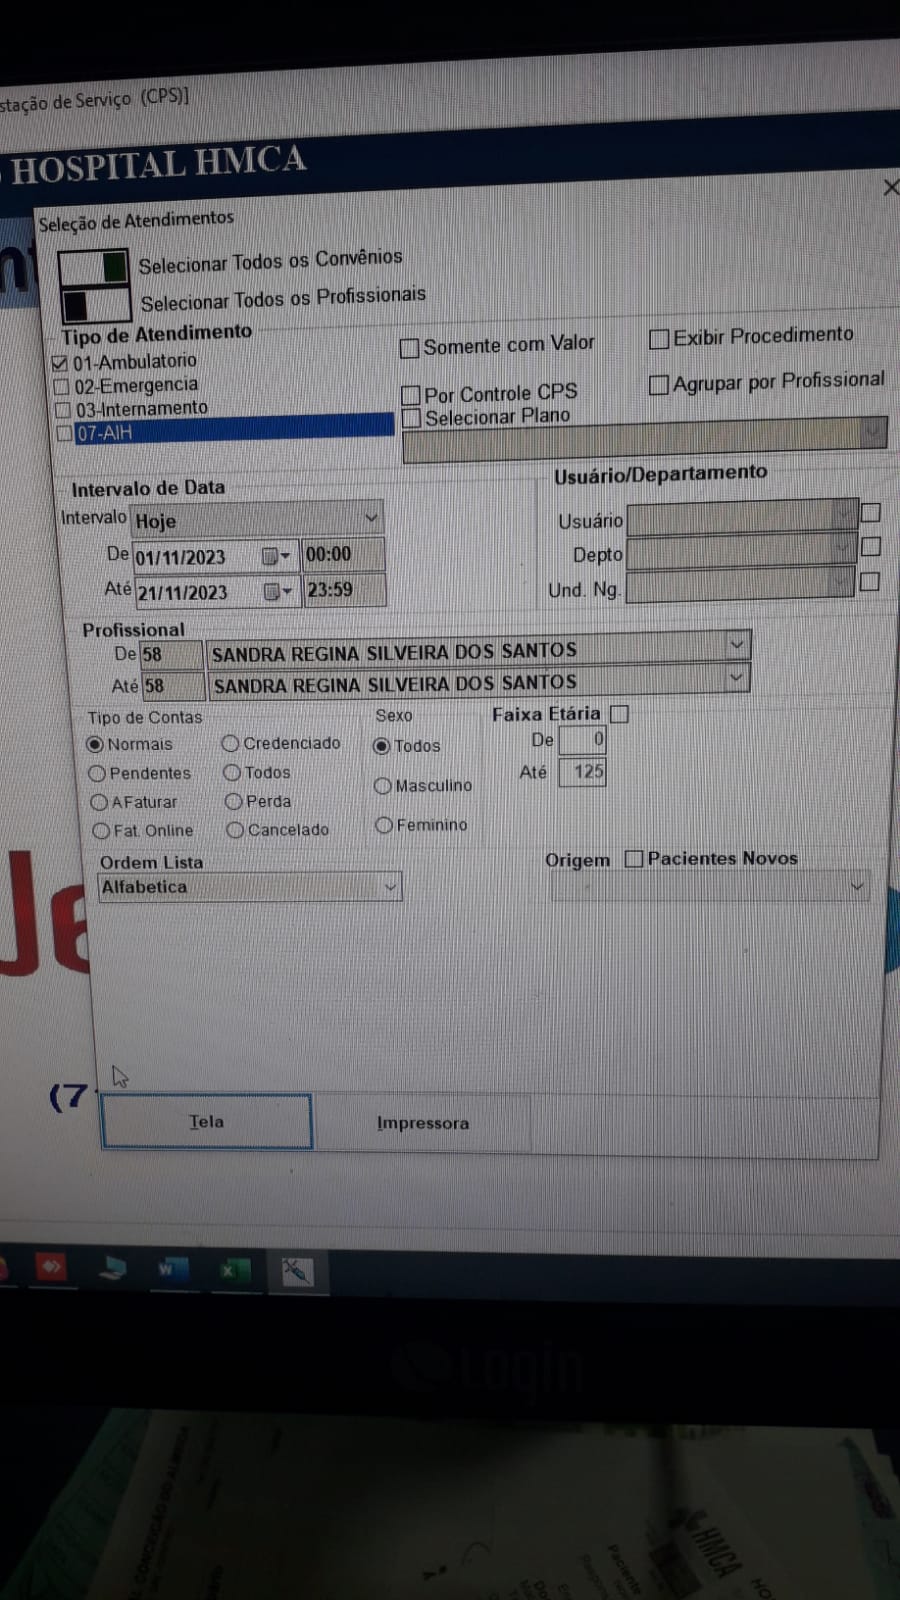 stação de Serviço (CPS)]
HOSPITAL HMCA
Seleção de Atendimentos
Selecionar Todos os Convênios
Selecionar Todos os Profissionais
Tipo de Atendimento
01-Ambulatorio
02-Emergencia
03-Internamento
07-AIH
Somente com Valor
Exibir Procedimento
Por Controle CPS
Agrupar por Profissional
Selecionar Plano
Intervalo de Data
Intervalo Hoje
De 01/11/2023 00:00
Até 21/11/2023 23:59
Usuário/Departamento
Usuário
Depto
Und. Ng.
Profissional
De 58 SANDRA REGINA SILVEIRA DOS SANTOS
Até 58 SANDRA REGINA SILVEIRA DOS SANTOS
Tipo de Contas
Normais Credenciado
Pendentes Todos
AFaturar Perda
Fat. Online Cancelado
Sexo
Todos
Masculino
Feminino
Faixa Etária
De 0
Até 125
Ordem Lista
Alfabetica
Origem Pacientes Novos
Je
(7
Tela Impressora
Login
HMCA
Paciente